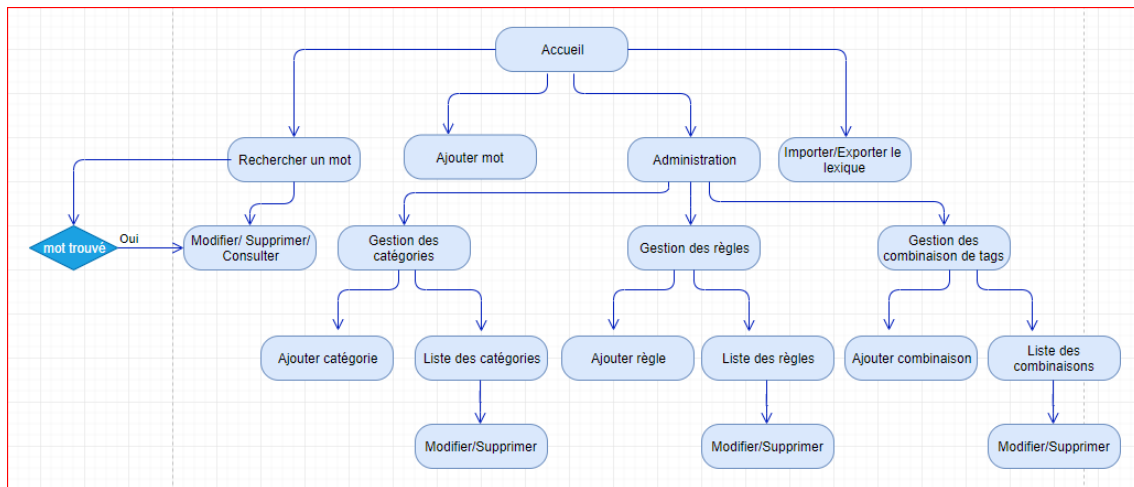 Accueil
Rechercher un mot
Ajouter mot
Administration
Importer/Exporter le
lexique
mot trouvé
Oui
Modifier/ Supprimer/
Consulter
Gestion des
catégories
Gestion des règles
Gestion des
combinaison de tags
Ajouter catégorie
Liste des catégories
Ajouter règle
Liste des règles
Ajouter combinaison
Liste des
combinaisons
Modifier/Supprimer
Modifier/Supprimer
Modifier/Supprimer